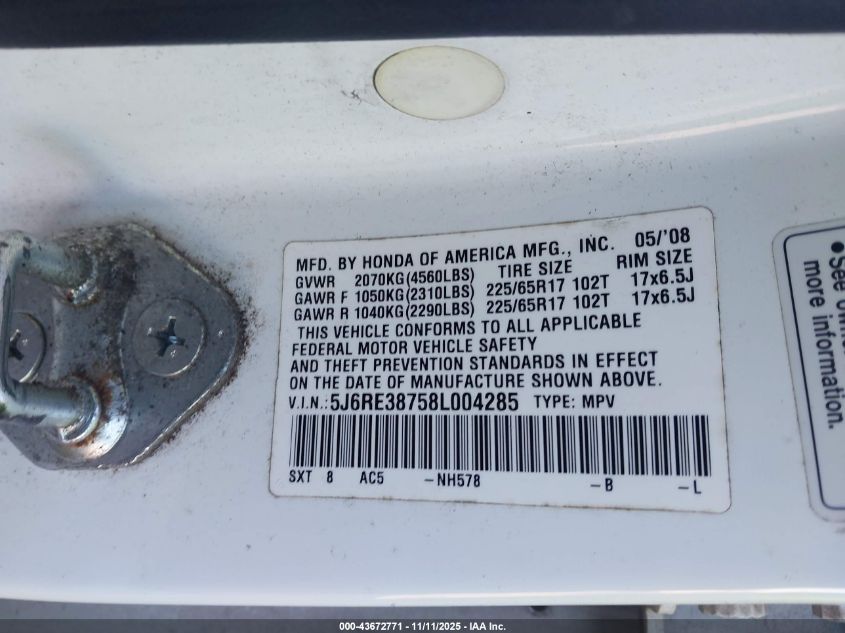 MFD. BY HONDA OF AMERICA MFG., INC. 05/'08
GVWR 2070KG(4560LBS) TIRE SIZE RIM SIZE
GAWR F 1050KG(2310LBS) 225/65R17 102T 17x6.5J
GAWR R 1040KG(2290LBS) 225/65R17 102T 17x6.5J
THIS VEHICLE CONFORMS TO ALL APPLICABLE
FEDERAL MOTOR VEHICLE SAFETY
AND THEFT PREVENTION STANDARDS IN EFFECT
ON THE DATE OF MANUFACTURE SHOWN ABOVE.
V.I.N.:5J6RE38758L004285 TYPE: MPV
SXT 8 AC5 -NH578 -B -L
•See
more information.
000-43672771 - 11/11/2025 - IAA Inc.